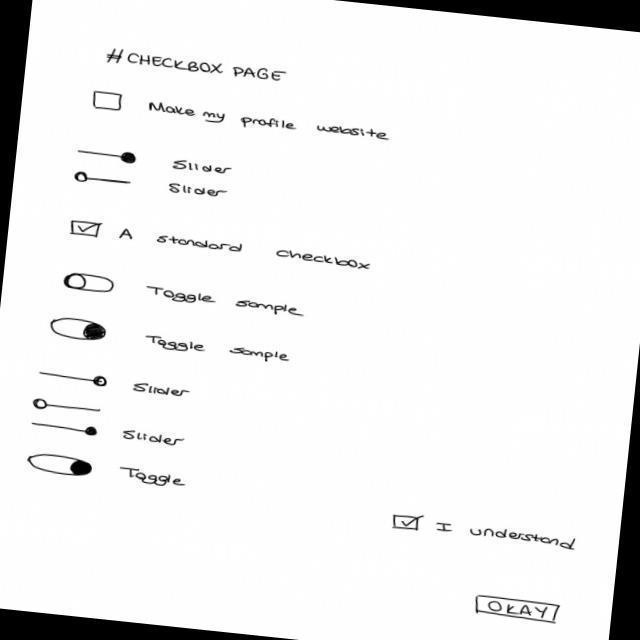 #CHECKBOX PAGE
Make my profile website
Slider
Slider
A standard checkbox
Toggle sample
Toggle sample
Slider
Slider
Toggle
I understand
OKAY